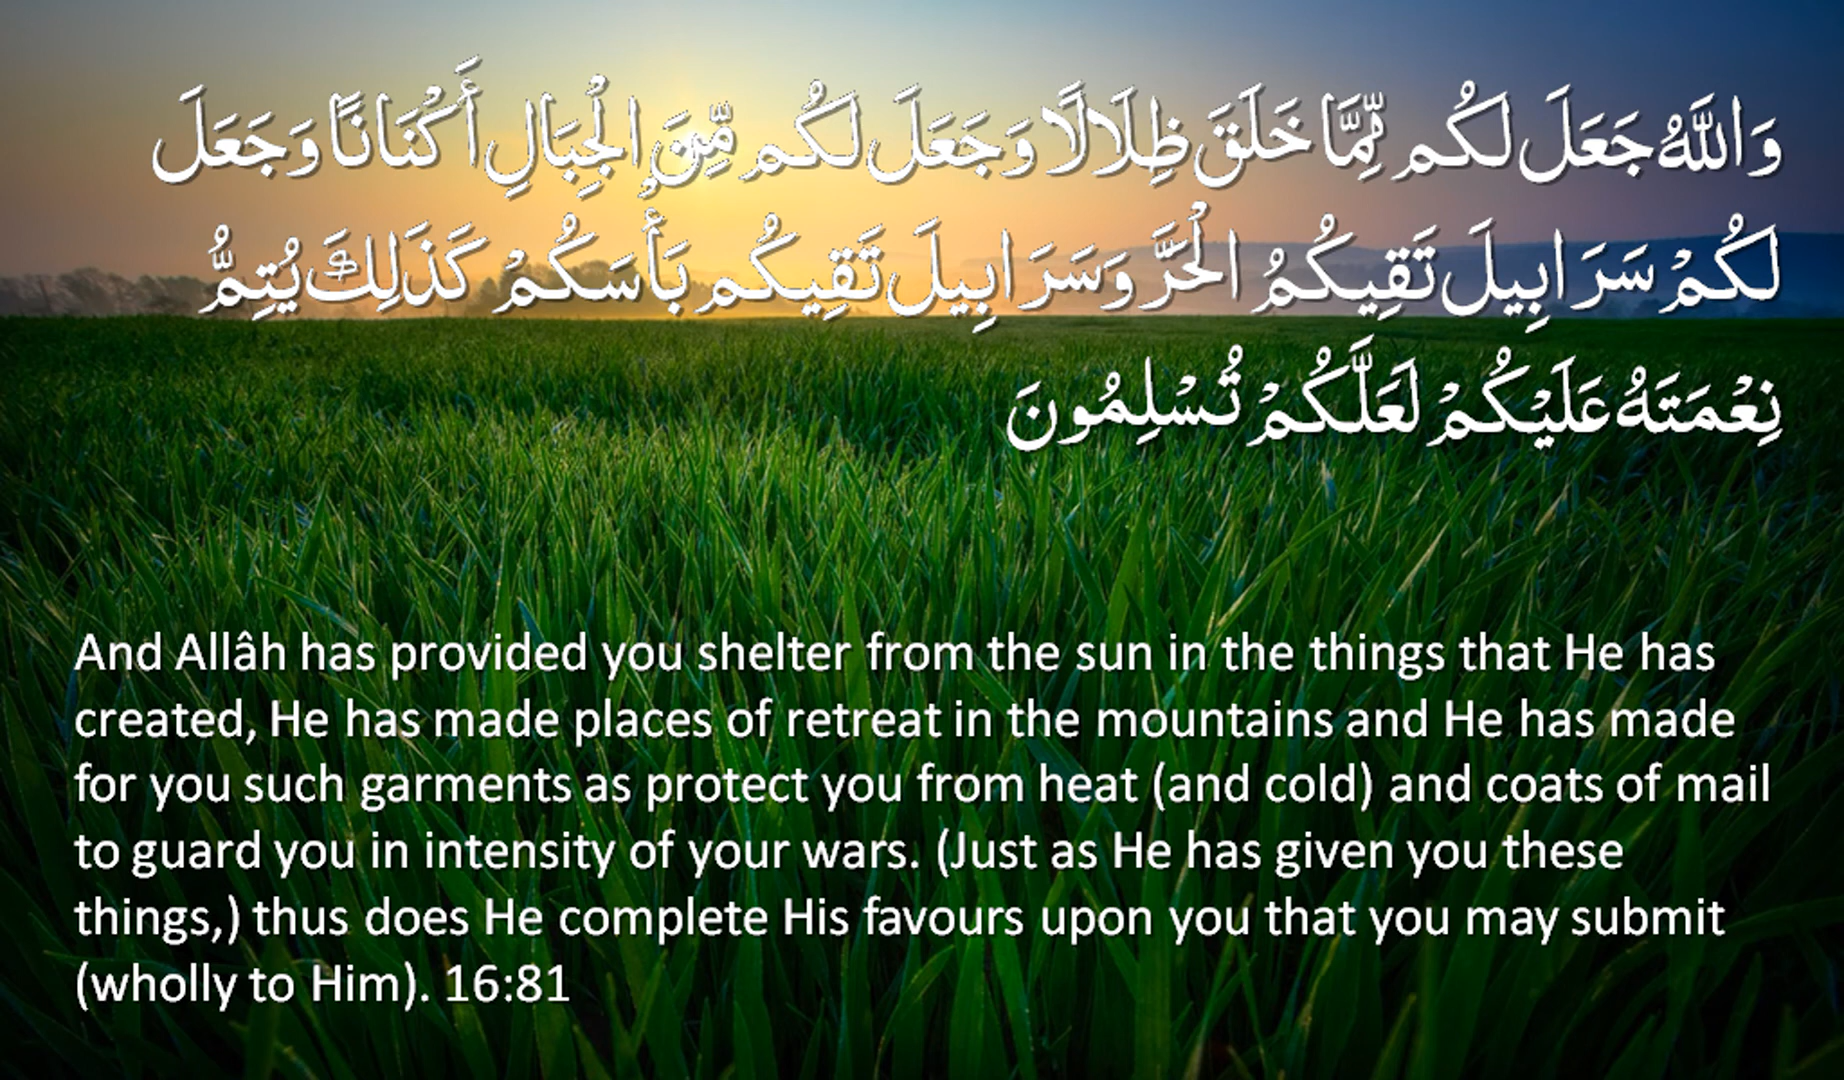 وَاللَّهُ جَعَلَ لَكُم مِّمَّا خَلَقَ ظِلَالًا وَجَعَلَ لَكُم مِّنَ الْجِبَالِ أَكْنَانًا وَجَعَلَ
لَكُمْ سَرَابِيلَ تَقِيكُمُ الْحَرَّ وَسَرَابِيلَ تَقِيكُم بَأْسَكُمْ كَذَلِكَ يُتِمُّ
نِعْمَتَهُ عَلَيْكُمْ لَعَلَّكُمْ تُسْلِمُونَ
And Allâh has provided you shelter from the sun in the things that He has
created, He has made places of retreat in the mountains and He has made
for you such garments as protect you from heat (and cold) and coats of mail
to guard you in intensity of your wars. (Just as He has given you these
things,) thus does He complete His favours upon you that you may submit
(wholly to Him). 16:81